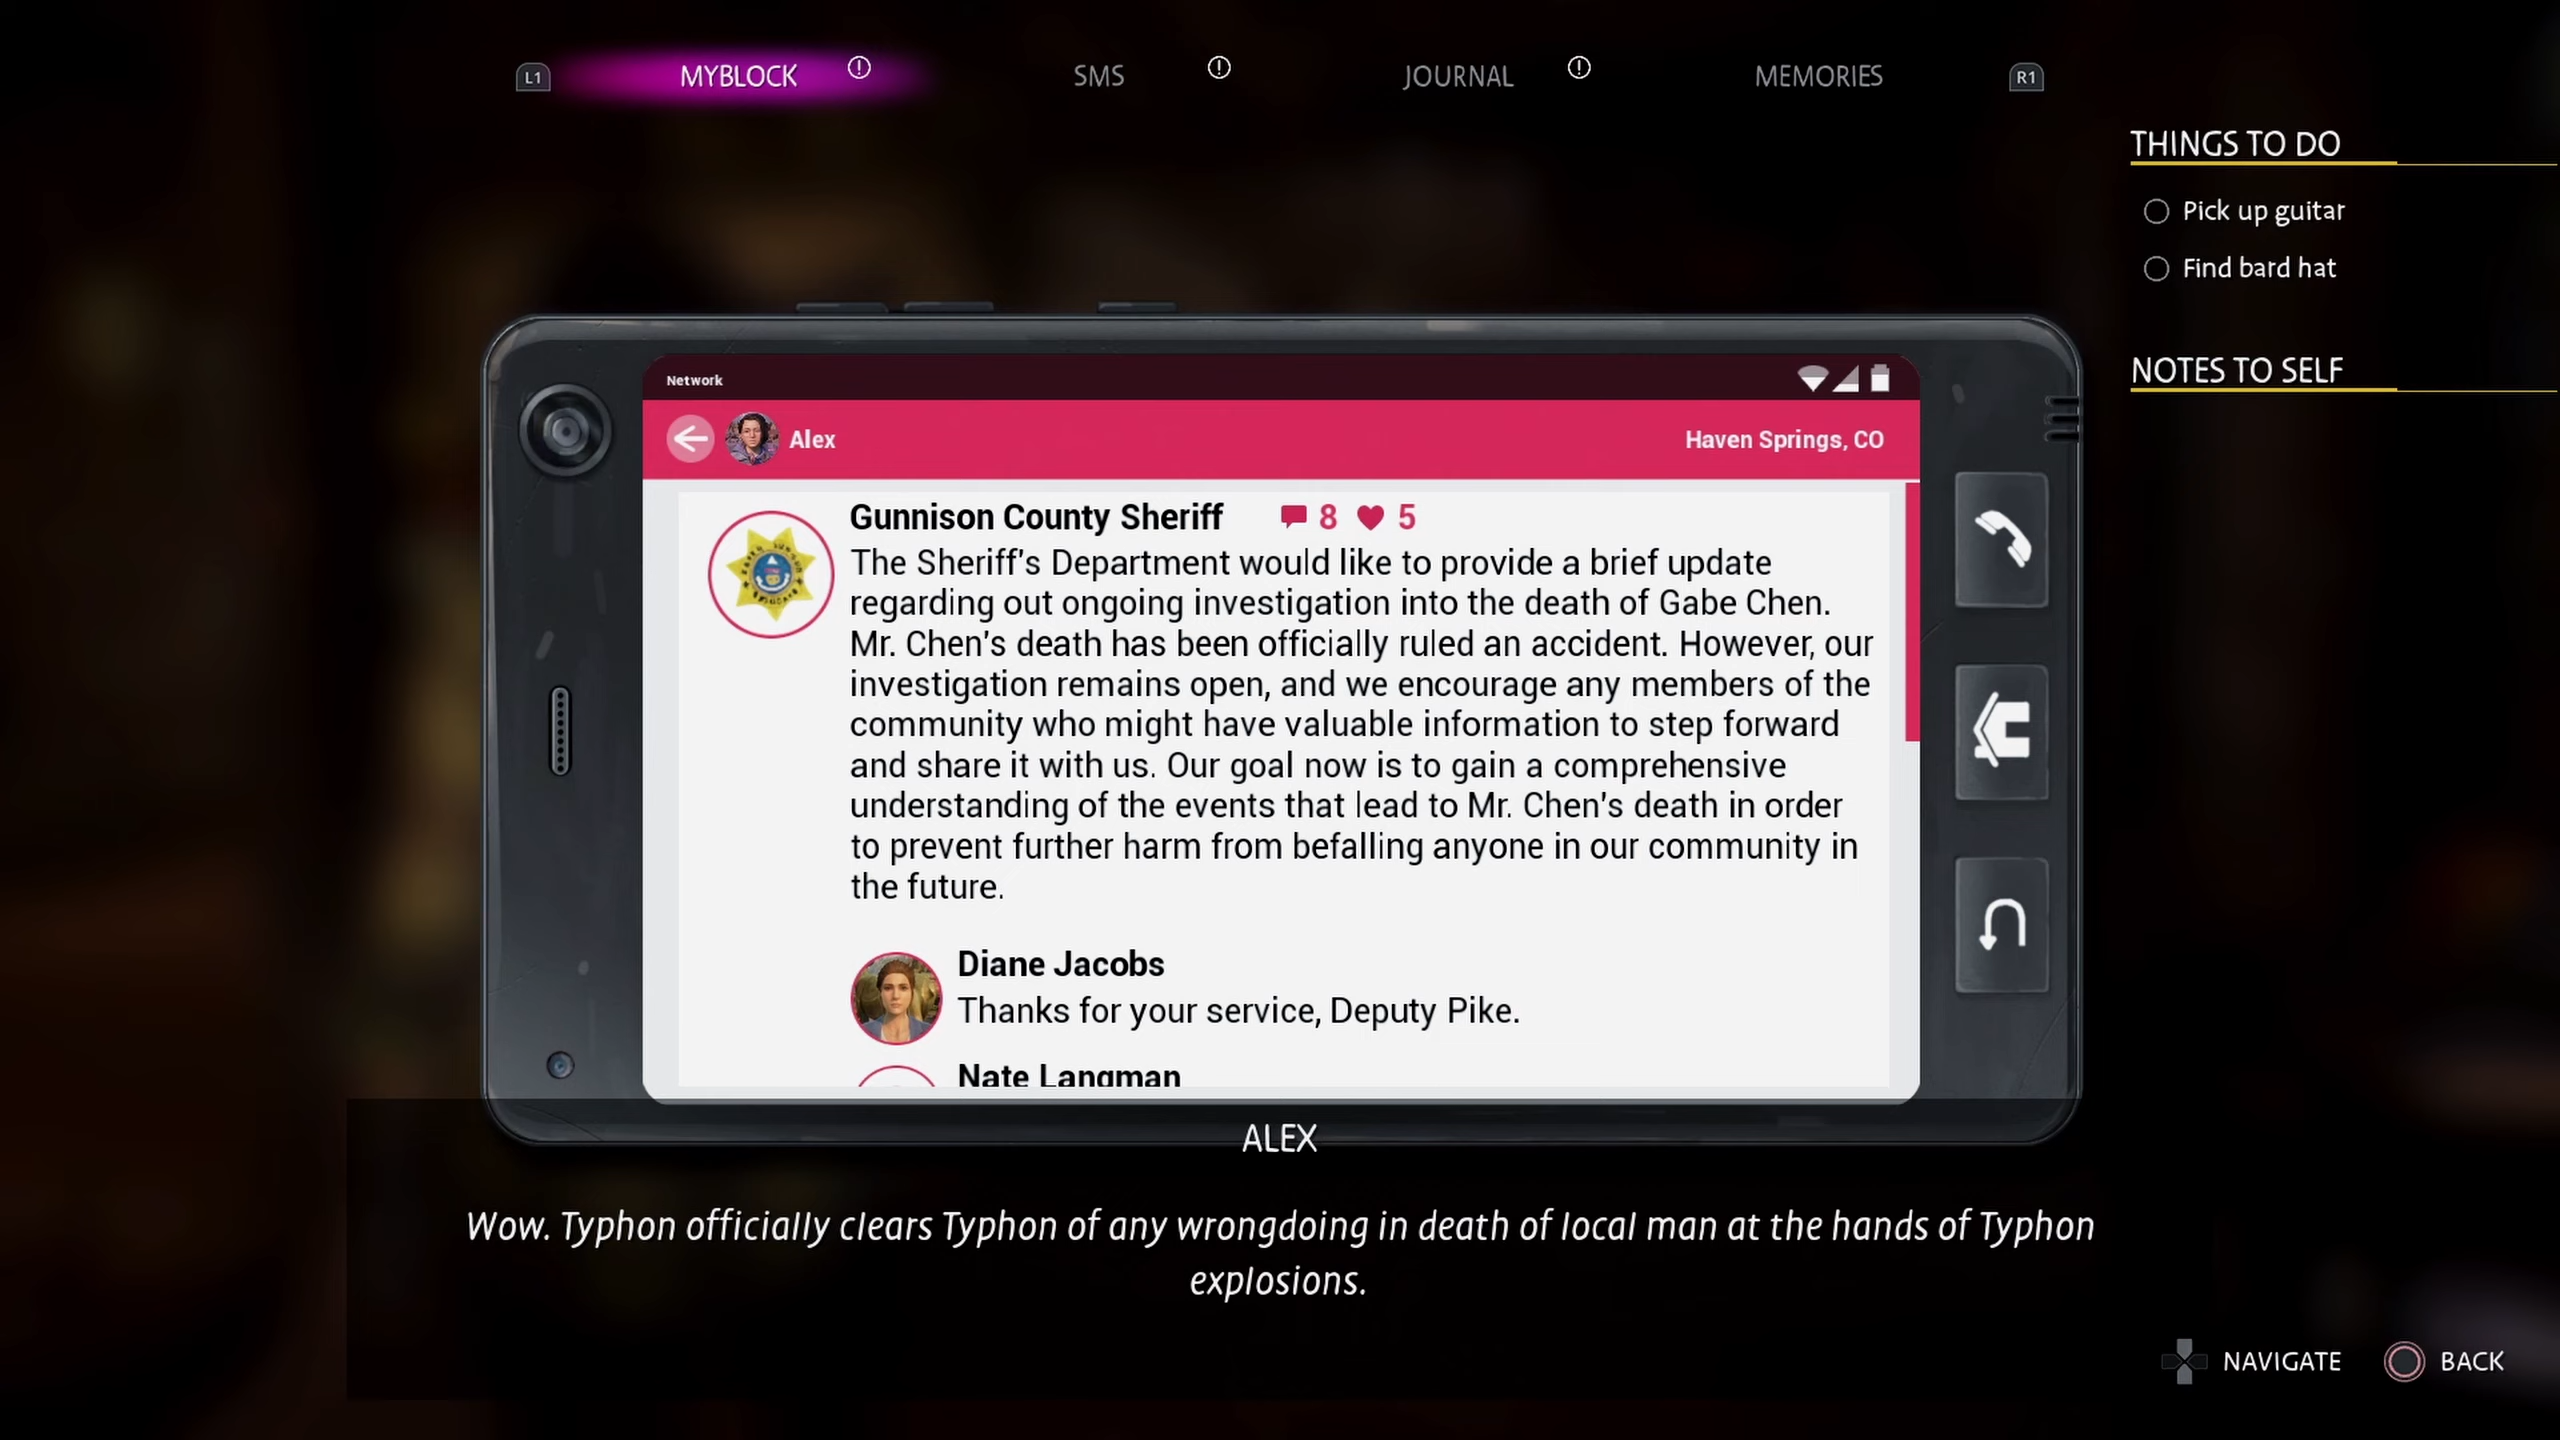 L1 MYBLOCK SMS JOURNAL MEMORIES R1
THINGS TO DO
Pick up guitar
Find bard hat
NOTES TO SELF
Network
Alex Haven Springs, CO
Gunnison County Sheriff 8 5
The Sheriff's Department would like to provide a brief update
regarding out ongoing investigation into the death of Gabe Chen.
Mr. Chen's death has been officially ruled an accident. However, our
investigation remains open, and we encourage any members of the
community who might have valuable information to step forward
and share it with us. Our goal now is to gain a comprehensive
understanding of the events that lead to Mr. Chen's death in order
to prevent further harm from befalling anyone in our community in
the future.
Diane Jacobs
Thanks for your service, Deputy Pike.
Nate Langman
ALEX
Wow. Typhon officially clears Typhon of any wrongdoing in death of local man at the hands of Typhon
explosions.
NAVIGATE BACK